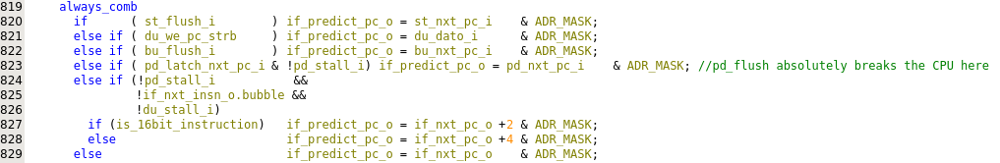 819 always_comb
820 if ( st_flush_i ) if_predict_pc_o = st_nxt_pc_i & ADR_MASK;
821 else if ( du_we_pc_strb ) if_predict_pc_o = du_dato_i & ADR_MASK;
822 else if ( bu_flush_i ) if_predict_pc_o = bu_nxt_pc_i & ADR_MASK;
823 else if ( pd_latch_nxt_pc_i & !pd_stall_i) if_predict_pc_o = pd_nxt_pc_i & ADR_MASK; //pd_flush absolutely breaks the CPU here
824 else if (!pd_stall_i &&
825 !if_nxt_insn_o.bubble &&
826 !du_stall_i)
827 if (is_16bit_instruction) if_predict_pc_o = if_nxt_pc_o +2 & ADR_MASK;
828 else if_predict_pc_o = if_nxt_pc_o +4 & ADR_MASK;
829 else if_predict_pc_o = if_nxt_pc_o & ADR_MASK;